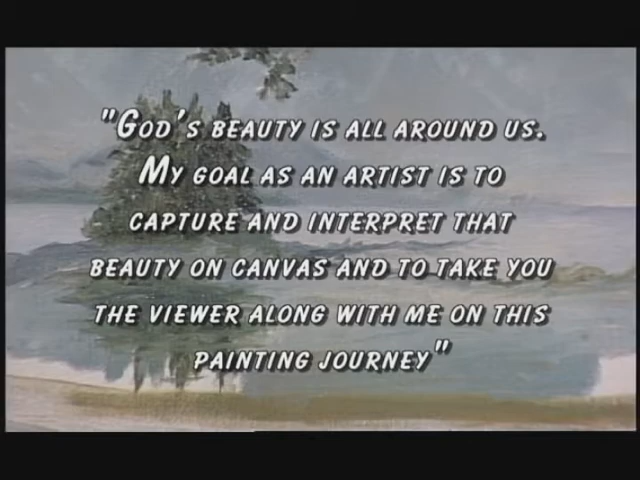 "God's beauty is all around us.
My goal as an artist is to
capture and interpret that
beauty on canvas and to take you
the viewer along with me on this
painting journey"